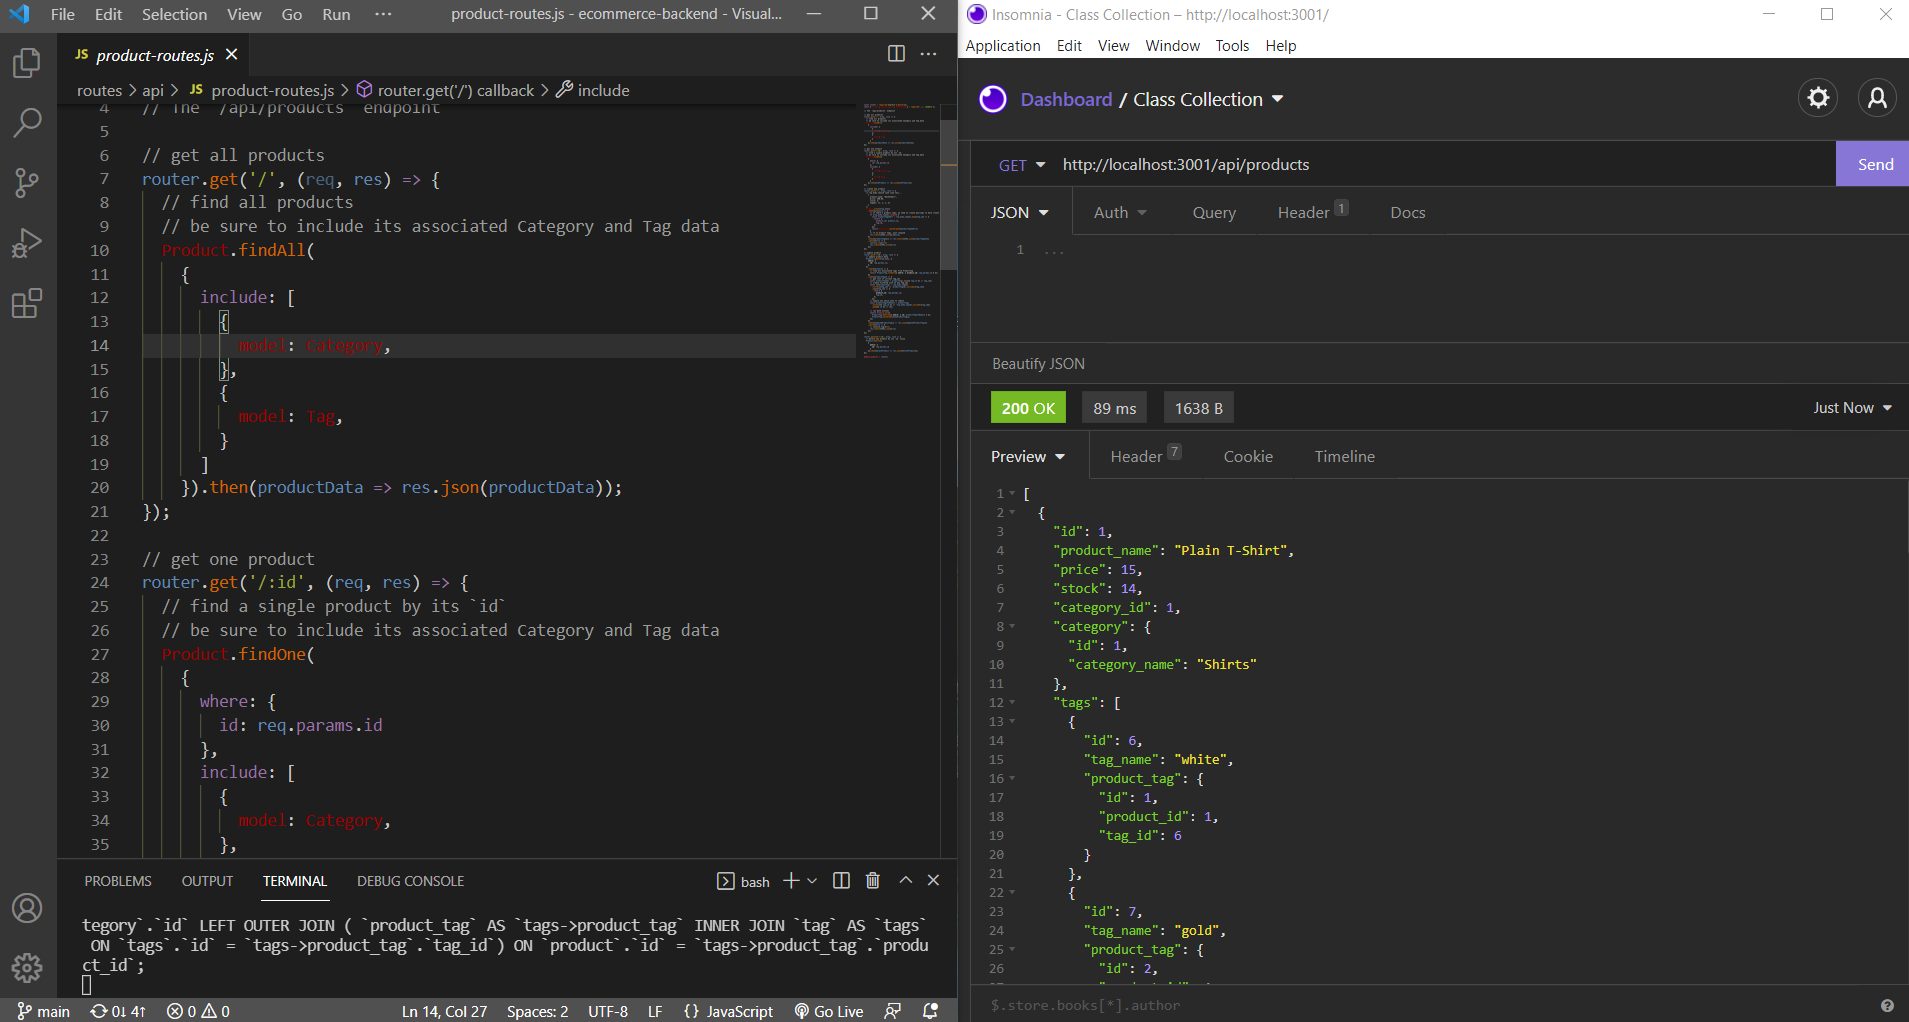 File Edit Selection View Go Run ··· product-routes.js - ecommerce-backend - Visual...
JS product-routes.js
routes > api > JS product-routes.js > router.get('/') callback > include
4 // The `/api/products` endpoint
5
6 // get all products
7 router.get('/', (req, res) => {
8 // find all products
9 // be sure to include its associated Category and Tag data
10 Product.findAll(
11 {
12 include: [
13 {
14 model: Category,
15 },
16 {
17 model: Tag,
18 }
19 ]
20 }).then(productData => res.json(productData));
21 });
22
23 // get one product
24 router.get('/:id', (req, res) => {
25 // find a single product by its `id`
26 // be sure to include its associated Category and Tag data
27 Product.findOne(
28 {
29 where: {
30 id: req.params.id
31 },
32 include: [
33 {
34 model: Category,
35 },
PROBLEMS OUTPUT TERMINAL DEBUG CONSOLE bash
tegory`.`id` LEFT OUTER JOIN ( `product_tag` AS `tags->product_tag` INNER JOIN `tag` AS `tags`
ON `tags`.`id` = `tags->product_tag`.`tag_id`) ON `product`.`id` = `tags->product_tag`.`produ
ct_id`;
main 0↓ 4↑ 0 0 Ln 14, Col 27 Spaces: 2 UTF-8 LF {} JavaScript Go Live
Insomnia - Class Collection – http://localhost:3001/
Application Edit View Window Tools Help
Dashboard / Class Collection
GET http://localhost:3001/api/products Send
JSON Auth Query Header 1 Docs
1 ...
Beautify JSON
200 OK 89 ms 1638 B Just Now
Preview Header 7 Cookie Timeline
1 [
2 {
3 "id": 1,
4 "product_name": "Plain T-Shirt",
5 "price": 15,
6 "stock": 14,
7 "category_id": 1,
8 "category": {
9 "id": 1,
10 "category_name": "Shirts"
11 },
12 "tags": [
13 {
14 "id": 6,
15 "tag_name": "white",
16 "product_tag": {
17 "id": 1,
18 "product_id": 1,
19 "tag_id": 6
20 }
21 },
22 {
23 "id": 7,
24 "tag_name": "gold",
25 "product_tag": {
26 "id": 2,
$.store.books[*].author